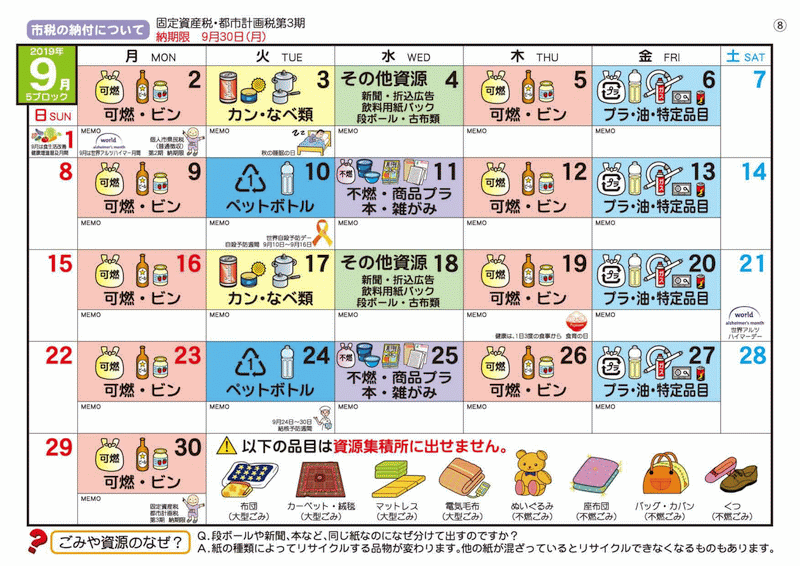 市税の納付について
固定資産税・都市計画税第3期
納期限 9月30日(月)
⑧
2019年
9月
5ブロック
月 MON
火 TUE
水 WED
木 THU
金 FRI
土 SAT
日 SUN
1
9月は食生活改善
健康増進普及月間
可燃
2
可燃・ビン
MEMO
world
alzheimer's month
9月は世界アルツハイマー月間
個人市県民税
(普通徴収)
第2期 納期限
3
カン・なべ類
MEMO
秋の睡眠の日
その他資源 4
新聞・折込広告
飲料用紙パック
段ボール・古布類
MEMO
可燃
5
可燃・ビン
MEMO
プラ
6
プラ・油・特定品目
MEMO
7
8
可燃
9
可燃・ビン
MEMO
1
10
ペットボトル
MEMO
世界自殺予防デー
自殺予防週間 9月10日~9月16日
不燃
11
不燃・商品プラ
本・雑がみ
MEMO
可燃
12
可燃・ビン
MEMO
プラ
13
プラ・油・特定品目
MEMO
14
15
可燃
16
可燃・ビン
MEMO
17
カン・なべ類
MEMO
その他資源 18
新聞・折込広告
飲料用紙パック
段ボール・古布類
MEMO
可燃
19
可燃・ビン
MEMO
健康は、1日3度の食事から 食育の日
プラ
20
プラ・油・特定品目
MEMO
21
world
alzheimer's month
世界アルツ
ハイマーデー
22
可燃
23
可燃・ビン
MEMO
1
24
ペットボトル
MEMO
9月24日~30日
結核予防週間
不燃
25
不燃・商品プラ
本・雑がみ
MEMO
可燃
26
可燃・ビン
MEMO
プラ
27
プラ・油・特定品目
MEMO
28
29
可燃
30
可燃・ビン
MEMO
固定資産税
都市計画税
第3期 納期限
以下の品目は資源集積所に出せません。
布団
(大型ごみ)
カーペット・絨毯
(大型ごみ)
マットレス
(大型ごみ)
電気毛布
(大型ごみ)
ぬいぐるみ
(不燃ごみ)
座布団
(不燃ごみ)
バッグ・カバン
(不燃ごみ)
くつ
(不燃ごみ)
ごみや資源のなぜ?
Q.段ボールや新聞、本など、同じ紙なのになぜ分けて出すのですか?
A.紙の種類によってリサイクルする品物が変わります。他の紙が混ざっているとリサイクルできなくなるものもあります。